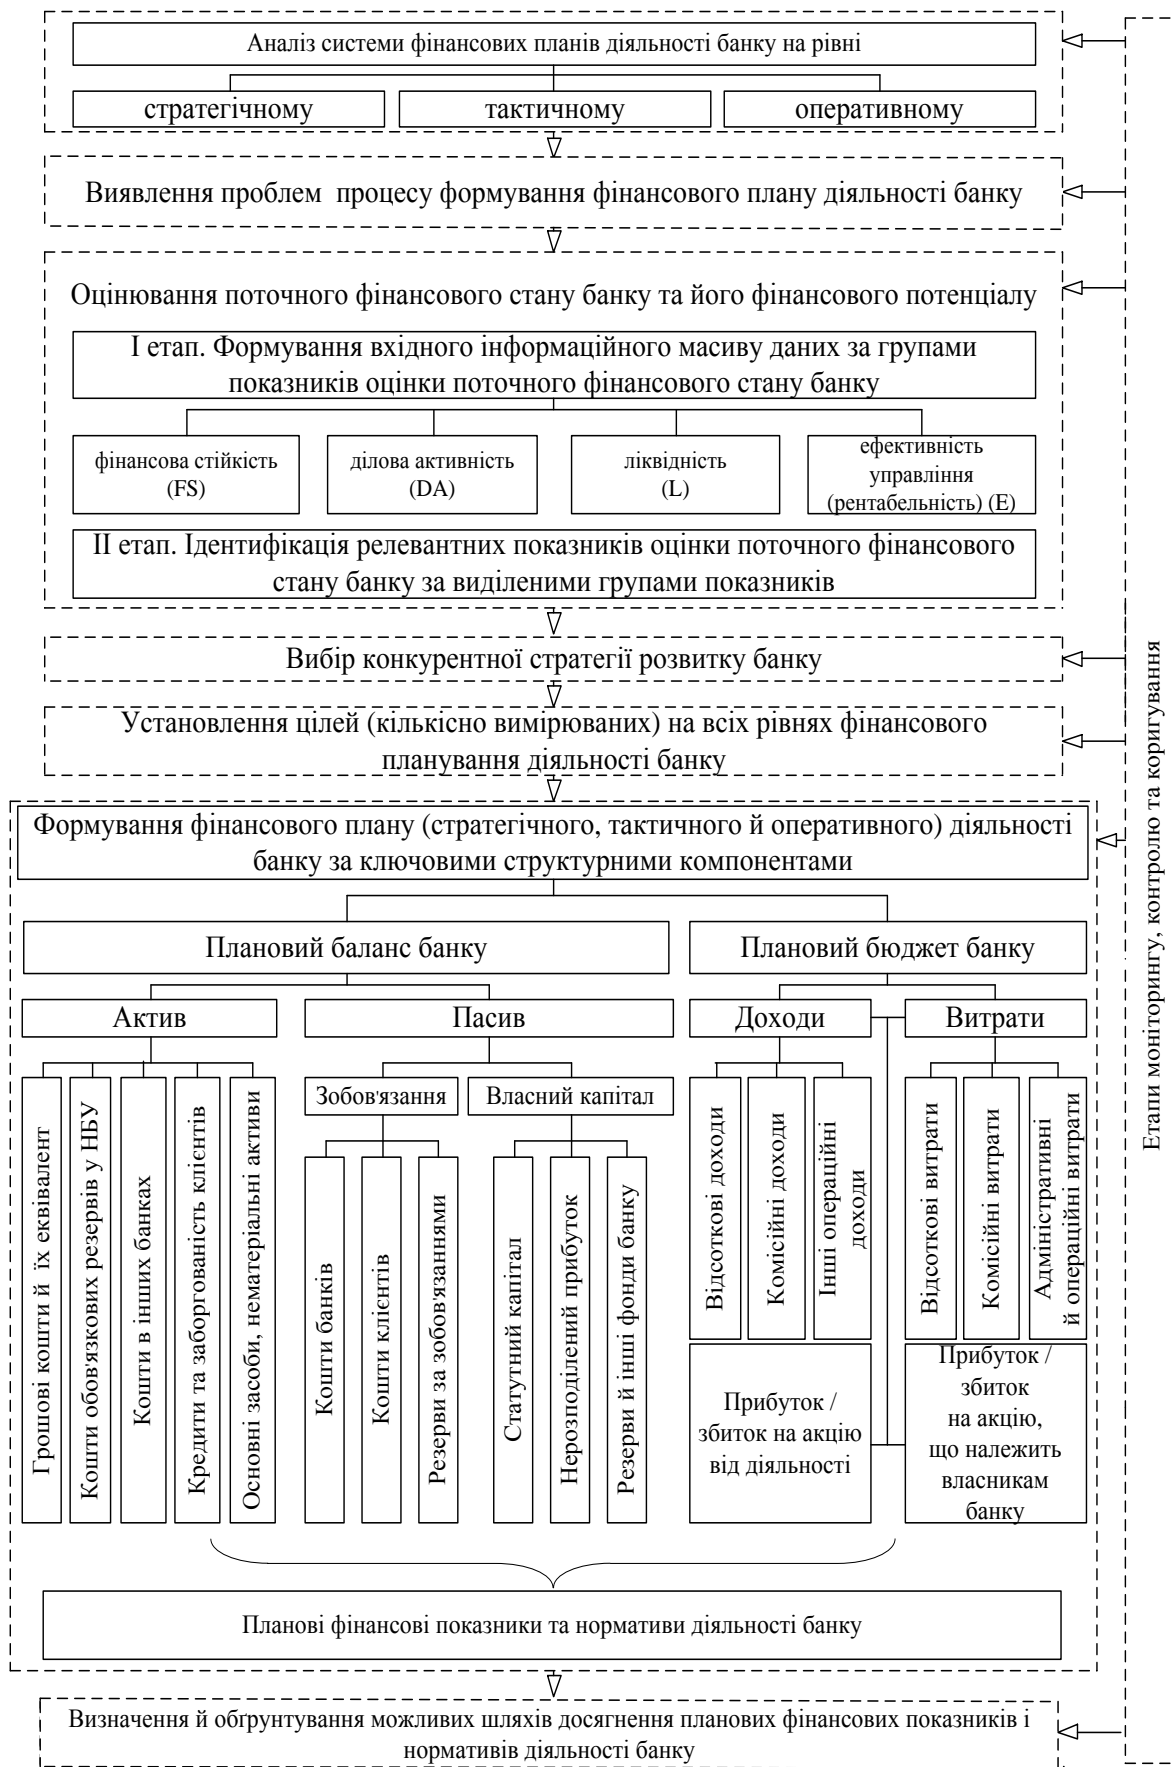 Аналіз системи фінансових планів діяльності банку на рівні
стратегічному
тактичному
оперативному
Виявлення проблем процесу формування фінансового плану діяльності банку
Оцінювання поточного фінансового стану банку та його фінансового потенціалу
І етап. Формування вхідного інформаційного масиву даних за групами
показників оцінки поточного фінансового стану банку
фінансова стійкість
(FS)
ділова активність
(DA)
ліквідність
(L)
ефективність
управління
(рентабельність) (E)
ІІ етап. Ідентифікація релевантних показників оцінки поточного фінансового
стану банку за виділеними групами показників
Вибір конкурентної стратегії розвитку банку
Установлення цілей (кількісно вимірюваних) на всіх рівнях фінансового
планування діяльності банку
Формування фінансового плану (стратегічного, тактичного й оперативного) діяльності
банку за ключовими структурними компонентами
Плановий баланс банку
Плановий бюджет банку
Актив
Пасив
Доходи
Витрати
Зобов'язання
Власний капітал
Грошові кошти й їх еквівалент
Кошти обов'язкових резервів у НБУ
Кошти в інших банках
Кредити та заборгованість клієнтів
Основні засоби, нематеріальні активи
Кошти банків
Кошти клієнтів
Резерви за зобов'язаннями
Статутний капітал
Нерозподілений прибуток
Резерви й інші фонди банку
Відсоткові доходи
Комісійні доходи
Інші операційні
доходи
Відсоткові витрати
Комісійні витрати
Адміністративні
й операційні витрати
Прибуток /
збиток на акцію
від діяльності
Прибуток /
збиток
на акцію,
що належить
власникам
банку
Планові фінансові показники та нормативи діяльності банку
Визначення й обґрунтування можливих шляхів досягнення планових фінансових показників і
нормативів діяльності банку
Етапи моніторингу, контролю та коригування